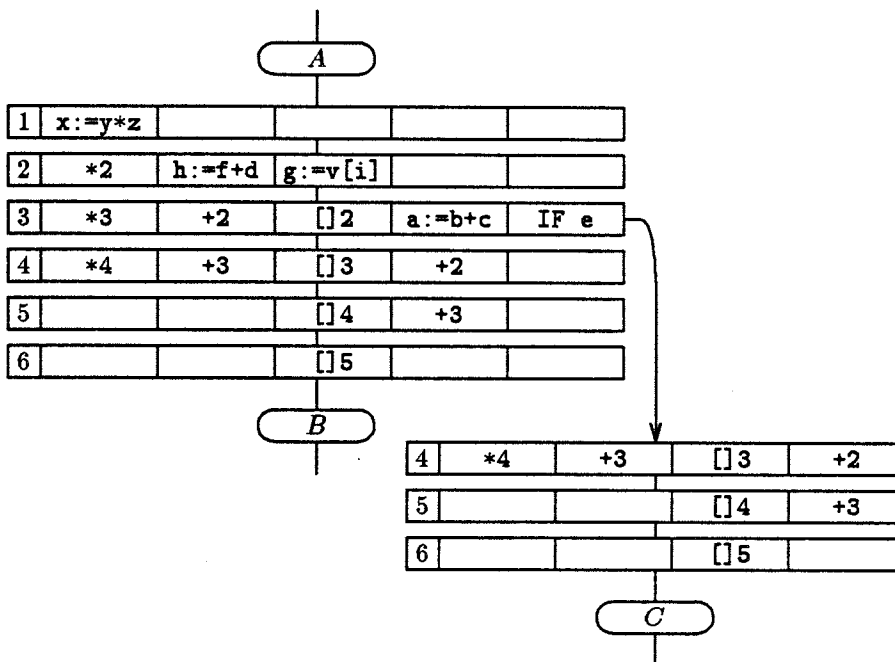 A
1 x:=y*z
2 *2 h:=f+d g:=v[i]
3 *3 +2 []2 a:=b+c IF e
4 *4 +3 []3 +2
5 []4 +3
6 []5
B
4 *4 +3 []3 +2
5 []4 +3
6 []5
C